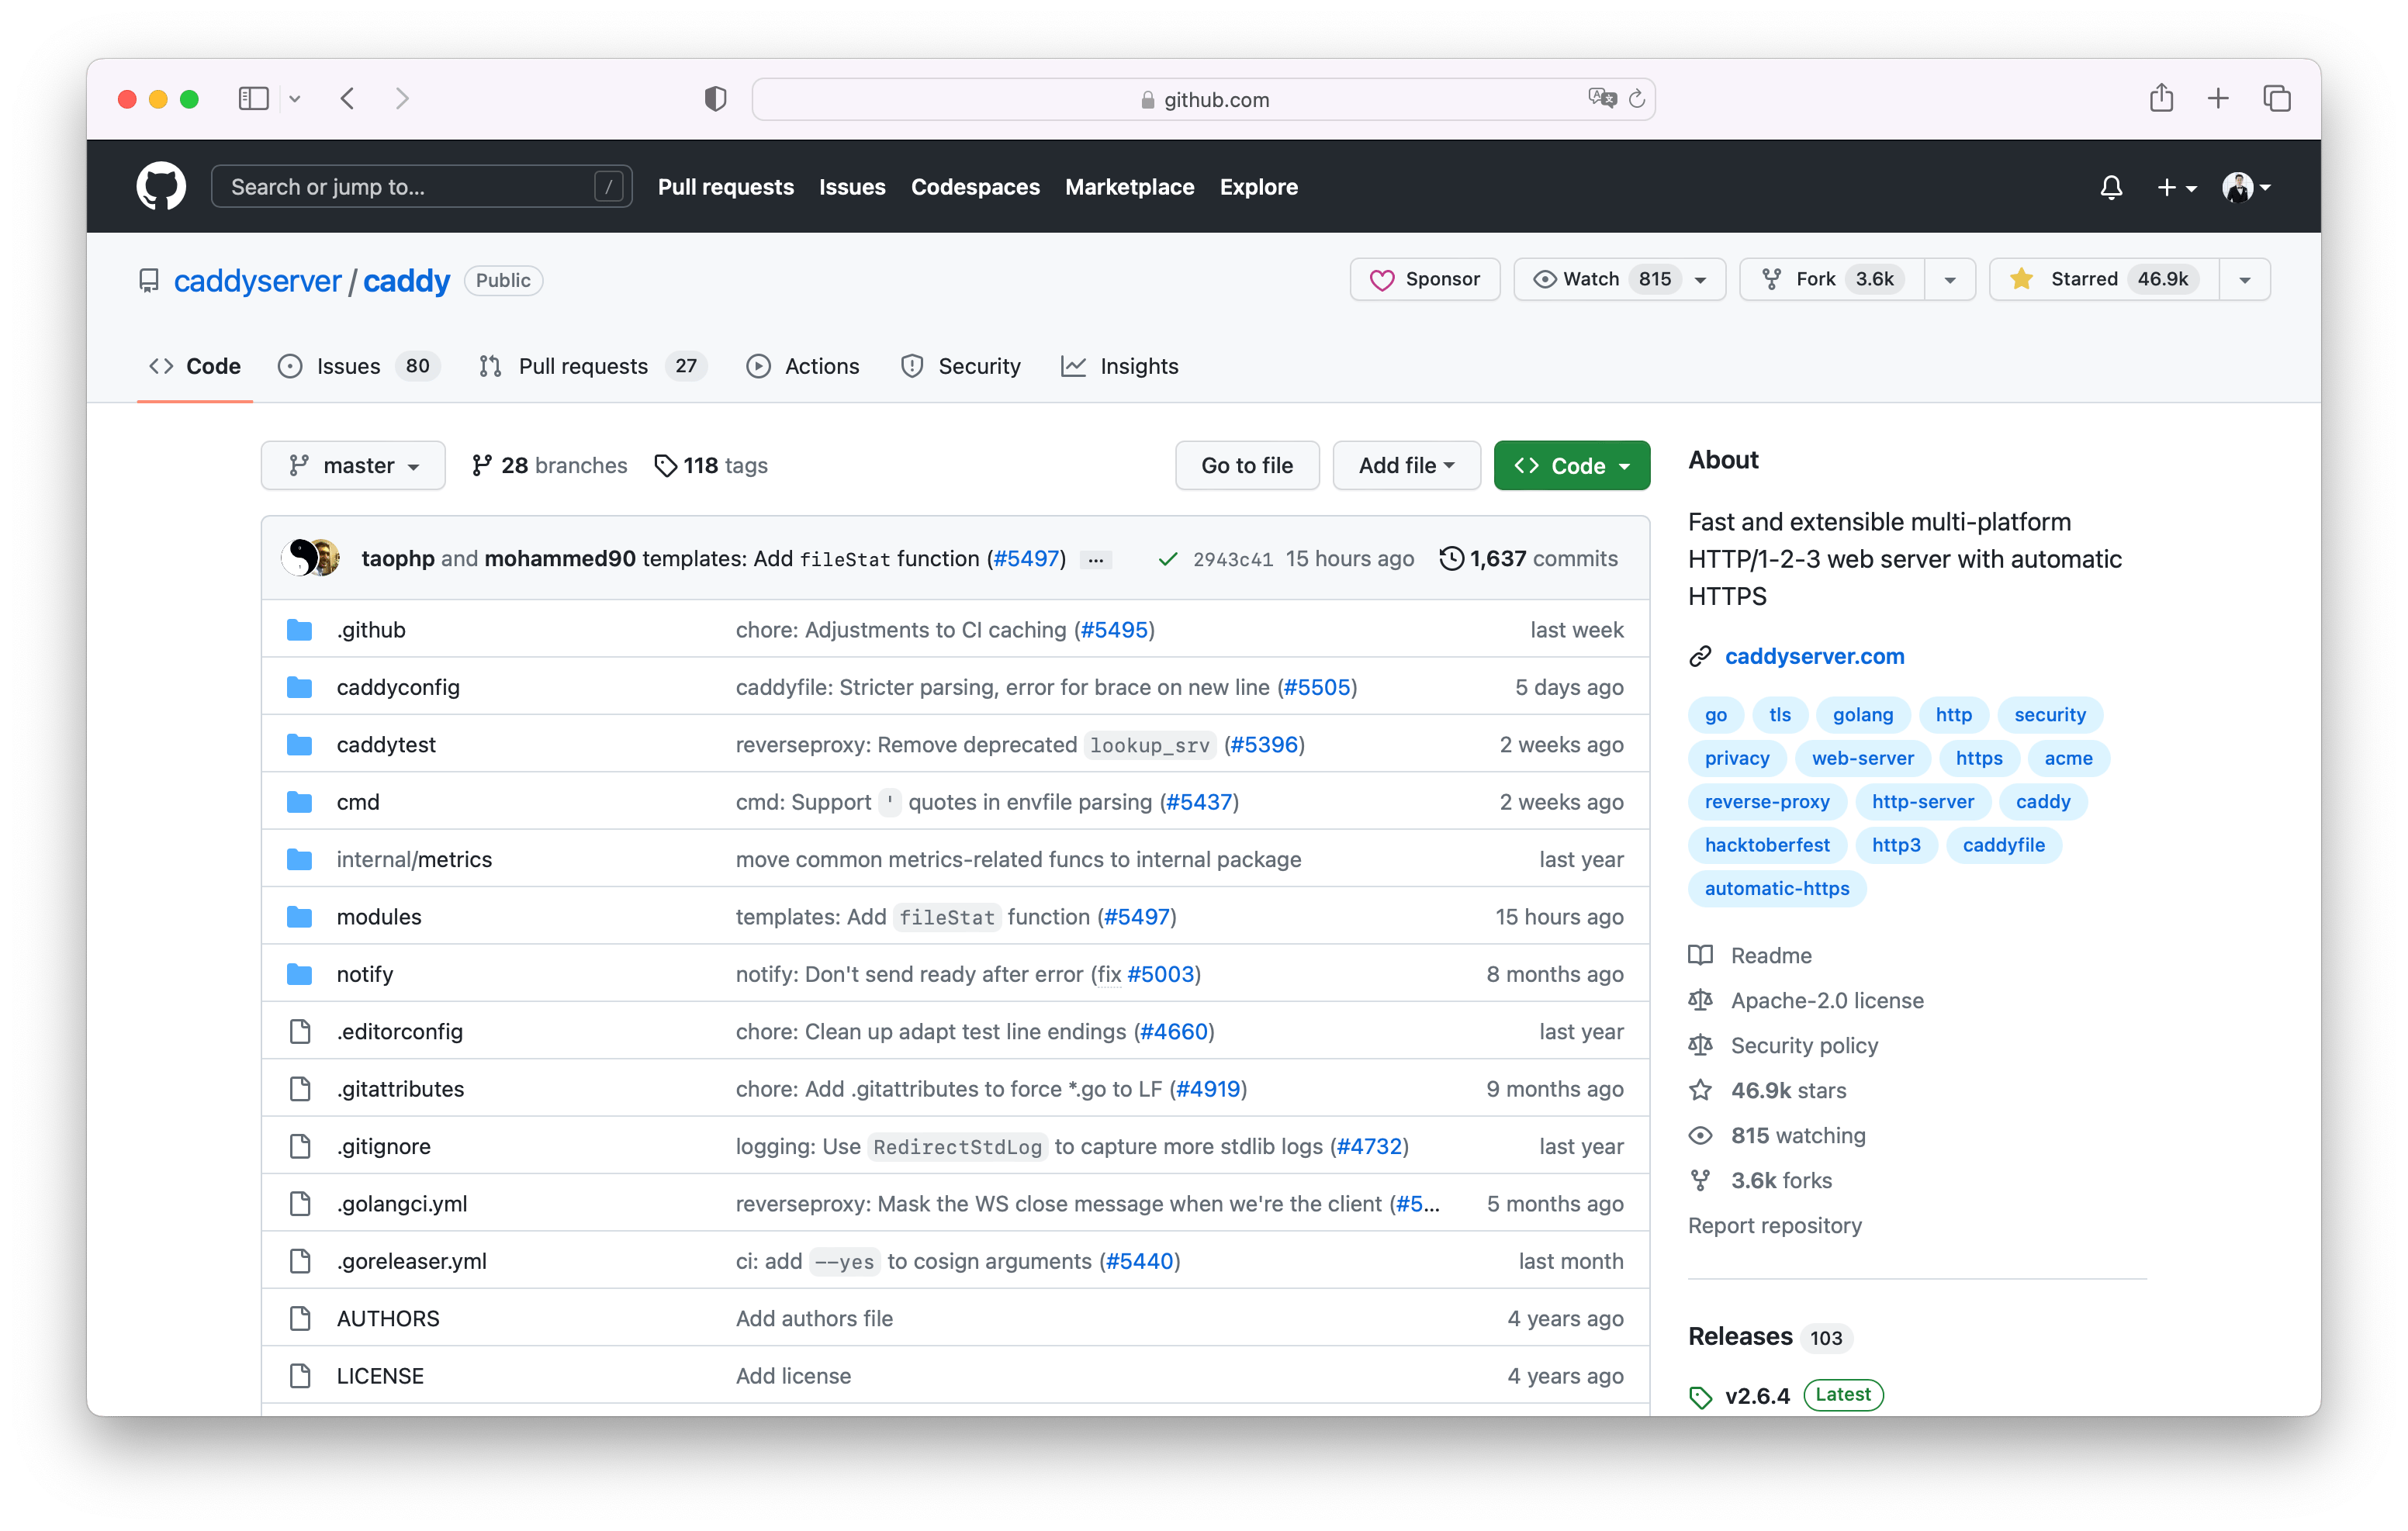 github.com
Search or jump to... /
Pull requests Issues Codespaces Marketplace Explore
caddyserver / caddy Public
Sponsor Watch 815 Fork 3.6k Starred 46.9k
Code Issues 80 Pull requests 27 Actions Security Insights
master 28 branches 118 tags Go to file Add file Code
taophp and mohammed90 templates: Add fileStat function (#5497) ... 2943c41 15 hours ago 1,637 commits
.github chore: Adjustments to CI caching (#5495) last week
caddyconfig caddyfile: Stricter parsing, error for brace on new line (#5505) 5 days ago
caddytest reverseproxy: Remove deprecated lookup_srv (#5396) 2 weeks ago
cmd cmd: Support ' quotes in envfile parsing (#5437) 2 weeks ago
internal/metrics move common metrics-related funcs to internal package last year
modules templates: Add fileStat function (#5497) 15 hours ago
notify notify: Don't send ready after error (fix #5003) 8 months ago
.editorconfig chore: Clean up adapt test line endings (#4660) last year
.gitattributes chore: Add .gitattributes to force *.go to LF (#4919) 9 months ago
.gitignore logging: Use RedirectStdLog to capture more stdlib logs (#4732) last year
.golangci.yml reverseproxy: Mask the WS close message when we're the client (#5... 5 months ago
.goreleaser.yml ci: add --yes to cosign arguments (#5440) last month
AUTHORS Add authors file 4 years ago
LICENSE Add license 4 years ago
About
Fast and extensible multi-platform
HTTP/1-2-3 web server with automatic
HTTPS
caddyserver.com
go tls golang http security
privacy web-server https acme
reverse-proxy http-server caddy
hacktoberfest http3 caddyfile
automatic-https
Readme
Apache-2.0 license
Security policy
46.9k stars
815 watching
3.6k forks
Report repository
Releases 103
v2.6.4 Latest